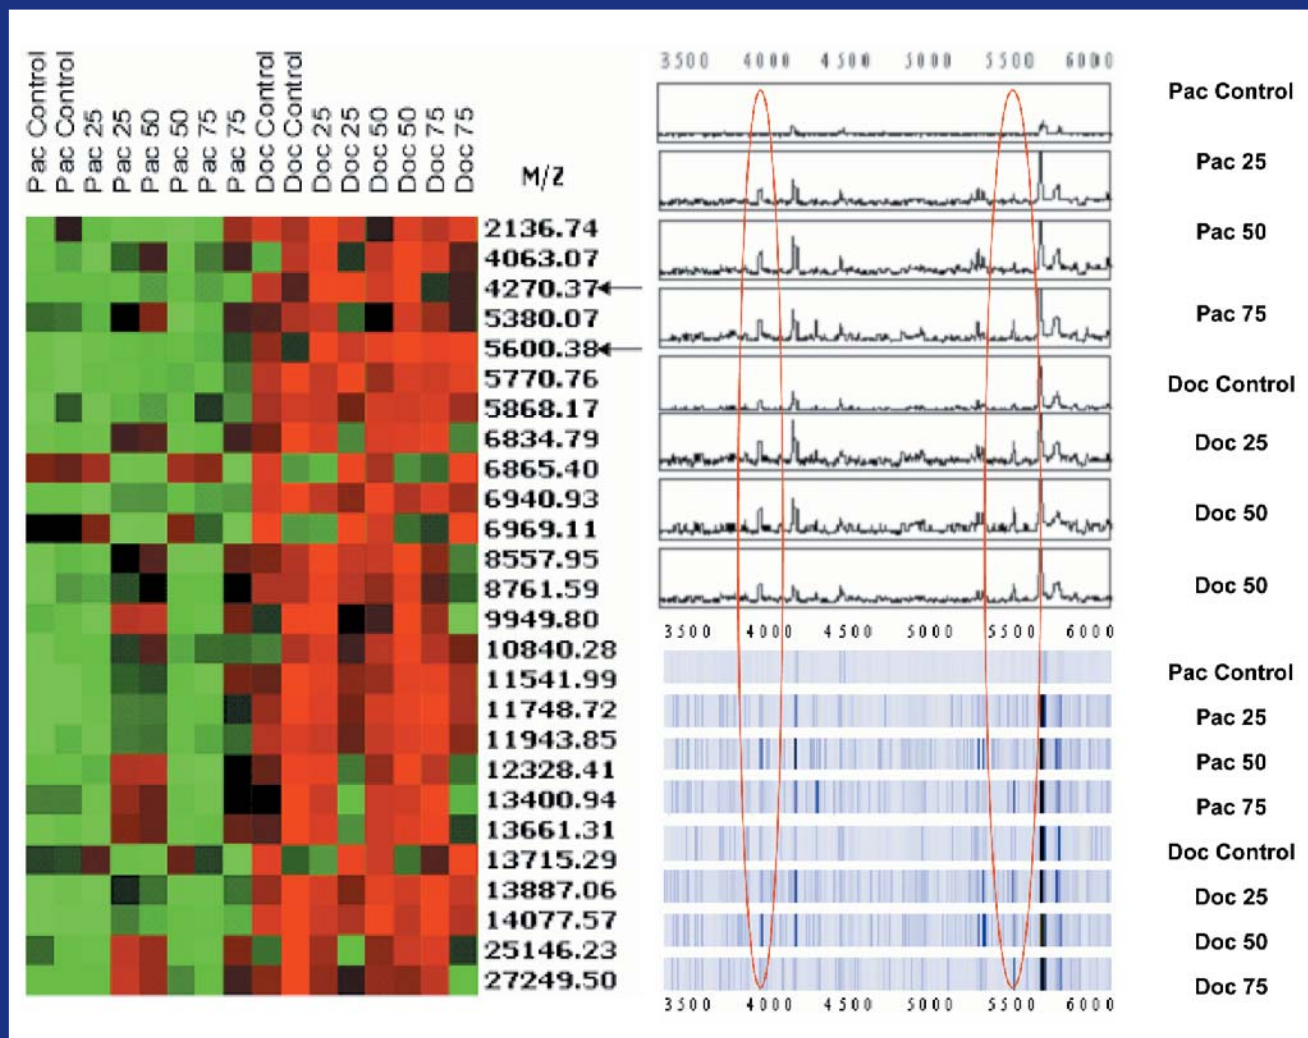 Pac Control
Pac Control
Pac 25
Pac 25
Pac 50
Pac 50
Pac 75
Pac 75
Doc Control
Doc Control
Doc 25
Doc 25
Doc 50
Doc 50
Doc 75
Doc 75
M/Z
2136.74
4063.07
4270.37
5380.07
5600.38
5770.76
5868.17
6834.79
6865.40
6940.93
6969.11
8557.95
8761.59
9949.80
10840.28
11541.99
11748.72
11943.85
12328.41
13400.94
13661.31
13715.29
13887.06
14077.57
25146.23
27249.50
3500 4000 4500 5000 5500 6000
Pac Control
Pac 25
Pac 50
Pac 75
Doc Control
Doc 25
Doc 50
Doc 50
3500 4000 4500 5000 5500 6000
Pac Control
Pac 25
Pac 50
Pac 75
Doc Control
Doc 25
Doc 50
Doc 75
3500 4000 4500 5000 5500 6000